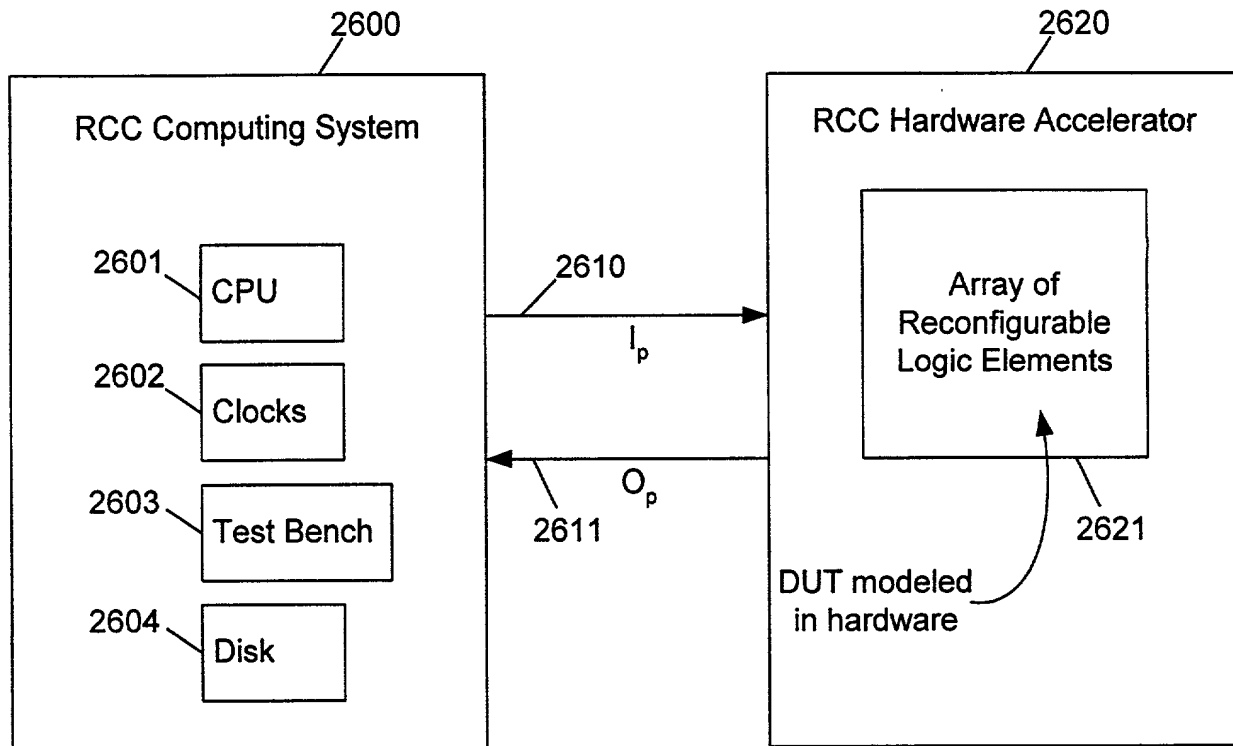 2600
2620
RCC Computing System
RCC Hardware Accelerator
2601
CPU
2602
Clocks
2603
Test Bench
2604
Disk
2610
Ip
Op
2611
Array of
Reconfigurable
Logic Elements
2621
DUT modeled
in hardware